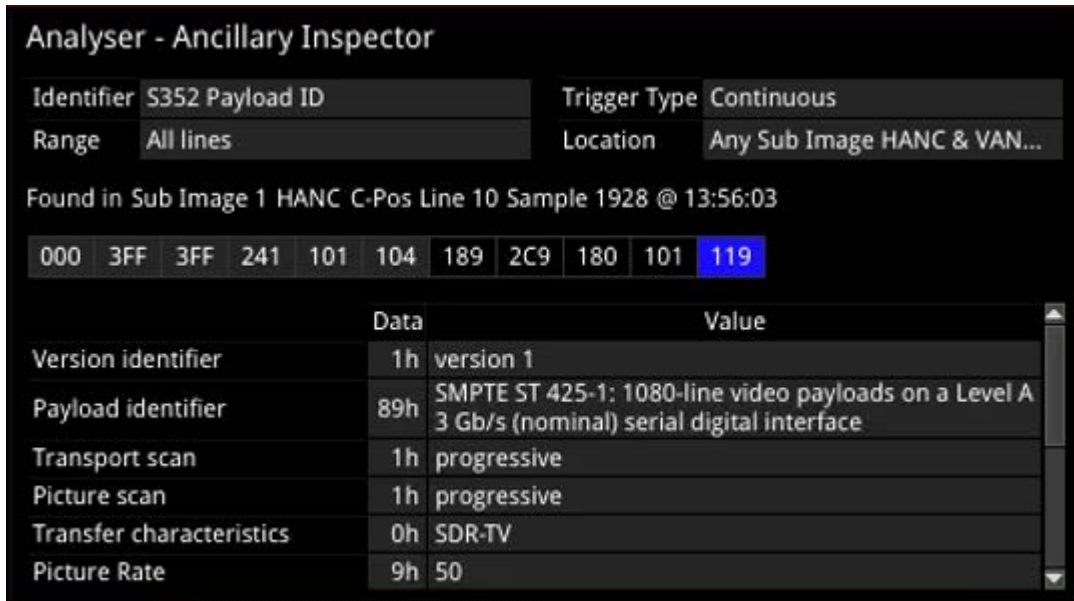 Analyser - Ancillary Inspector
Identifier S352 Payload ID Trigger Type Continuous
Range All lines Location Any Sub Image HANC & VAN...
Found in Sub Image 1 HANC C-Pos Line 10 Sample 1928 @ 13:56:03
000 3FF 3FF 241 101 104 189 2C9 180 101 119
Data Value
Version identifier 1h version 1
Payload identifier 89h SMPTE ST 425-1: 1080-line video payloads on a Level A
3 Gb/s (nominal) serial digital interface
Transport scan 1h progressive
Picture scan 1h progressive
Transfer characteristics 0h SDR-TV
Picture Rate 9h 50